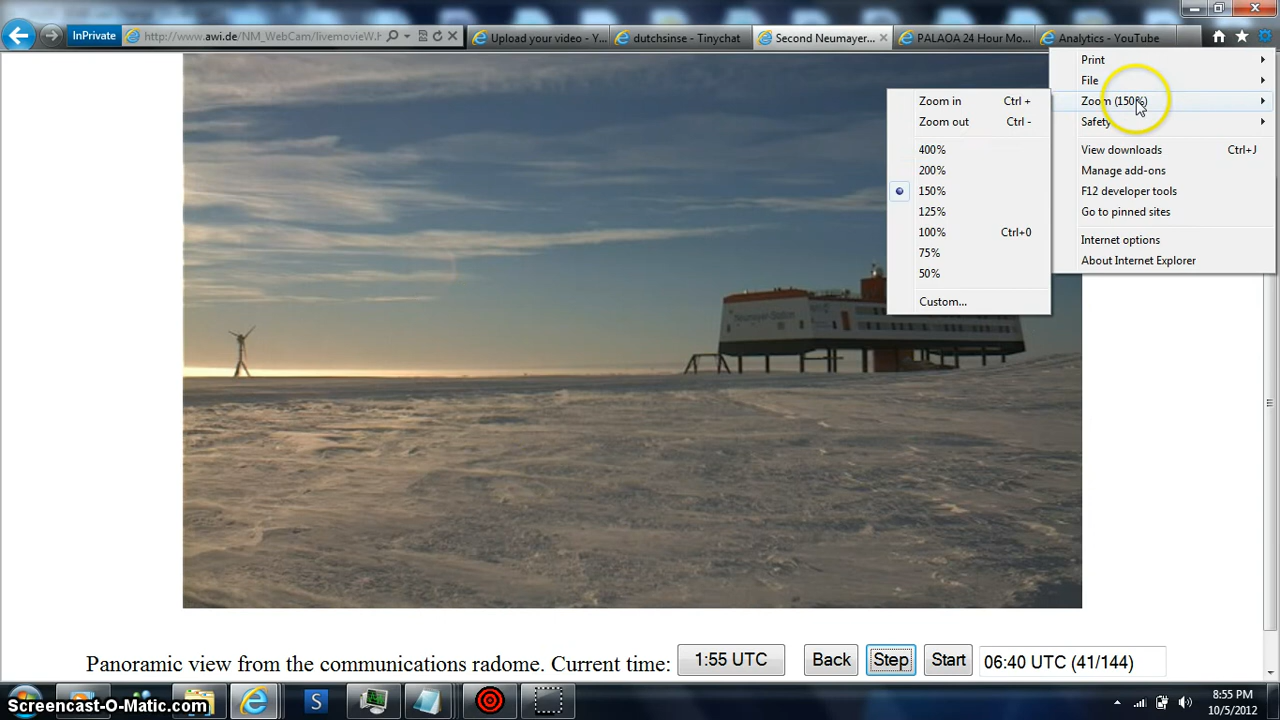 InPrivate
http://www.awi.de/NM_WebCam/livemovieW.h
Upload your video - Y...
dutchsinse - Tinychat
Second Neumayer...
PALAOA 24 Hour Mo...
Analytics - YouTube
Print
File
Zoom (150%)
Safety
View downloads Ctrl+J
Manage add-ons
F12 developer tools
Go to pinned sites
Internet options
About Internet Explorer
Zoom in Ctrl +
Zoom out Ctrl -
400%
200%
150%
125%
100% Ctrl+0
75%
50%
Custom...
Neumayer-Station
Panoramic view from the communications radome. Current time: 1:55 UTC Back Step Start 06:40 UTC (41/144)
S
8:55 PM
10/5/2012
Screencast-O-Matic.com